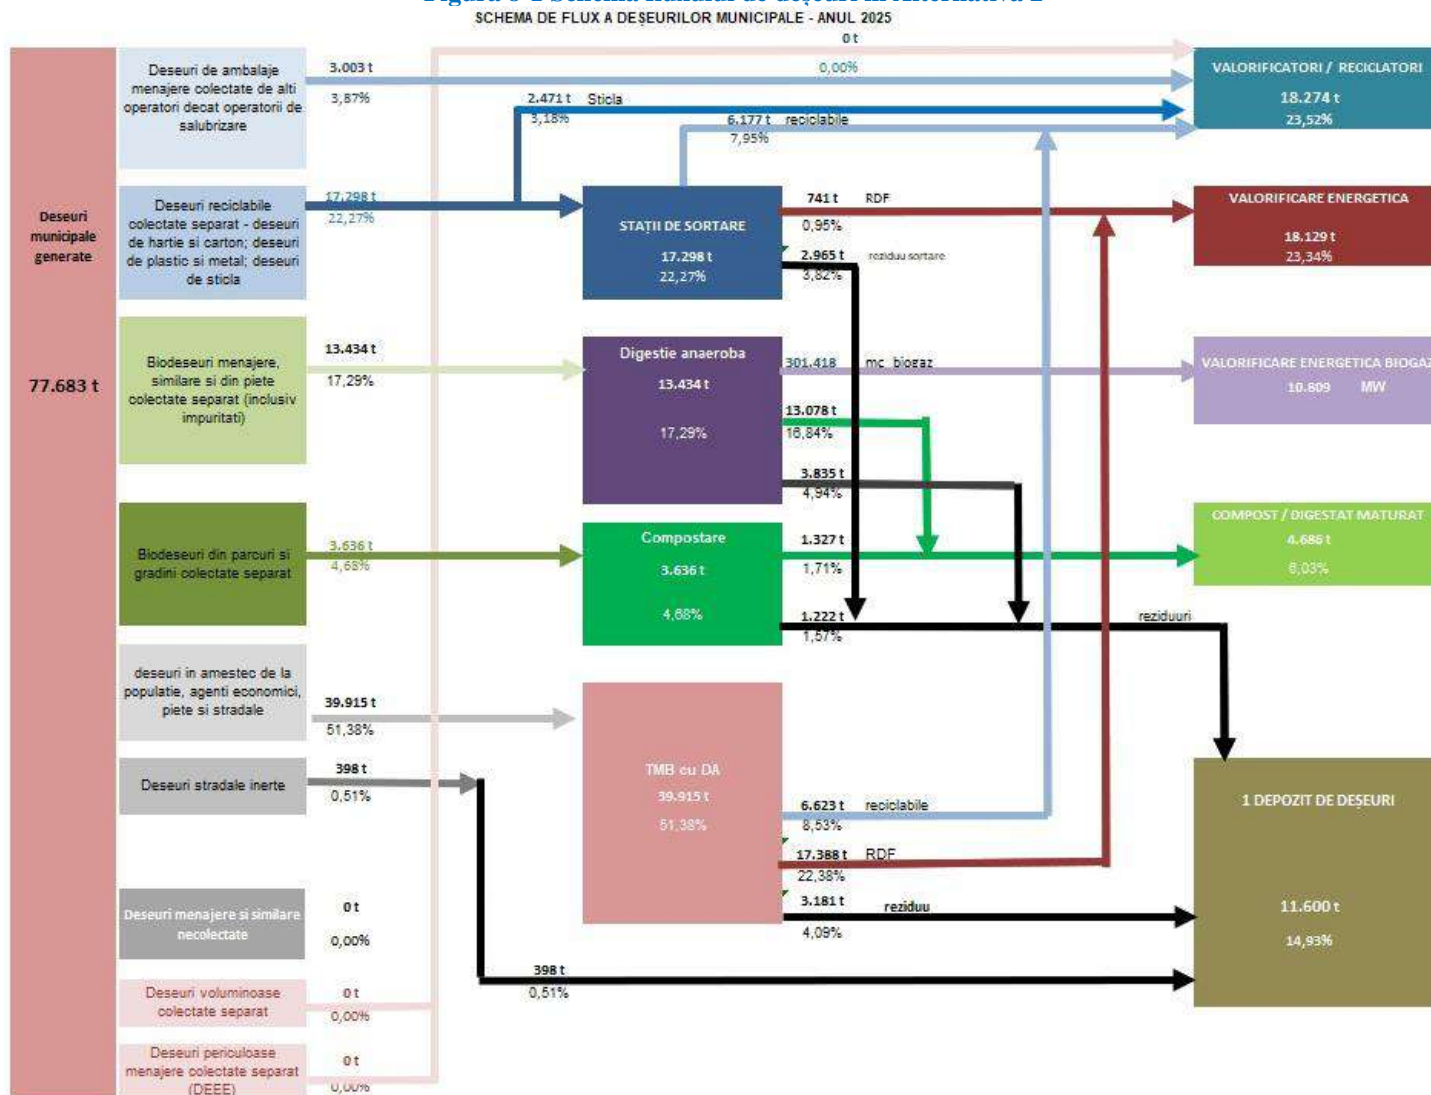 SCHEMA DE FLUX A DEȘEURILOR MUNICIPALE - ANUL 2025
Deseuri
municipale
generate
77.683 t
Deseuri de ambalaje
menajere colectate de alti
operatori decat operatorii de
salubrizare
3.003 t
3,87%
0 t
0,00%
VALORIFICATORI / RECICLATORI
18.274 t
23,52%
2.471 t Sticla
3,18%
6.177 t reciclabile
7,95%
Deseuri reciclabile
colectate separat - deseuri
de hartie si carton; deseuri
de plastic si metal; deseuri
de sticla
17.298 t
22,27%
STAȚII DE SORTARE
17.298 t
22,27%
741 t RDF
0,95%
2.965 t reziduu sortare
3,82%
VALORIFICARE ENERGETICA
18.129 t
23,34%
Biodeseuri menajere,
similare si din piete
colectate separat (inclusiv
impuritati)
13.434 t
17,29%
Digestie anaeroba
13.434 t
17,29%
301.418 mc biogaz
13.078 t
16,84%
3.835 t
4,94%
VALORIFICARE ENERGETICA BIOGAZ
10.809 MW
Biodeseuri din parcuri si
gradini colectate separat
3.636 t
4,68%
Compostare
3.636 t
4,68%
1.327 t
1,71%
1.222 t
1,57%
reziduuri
COMPOST / DIGESTAT MATURAT
4.686 t
6,03%
deseuri in amestec de la
populatie, agenti economici,
piete si stradale
39.915 t
51,38%
TMB cu DA
39.915 t
51,38%
6.623 t reciclabile
8,53%
17.388 t RDF
22,38%
3.181 t reziduu
4,09%
Deseuri stradale inerte
398 t
0,51%
398 t
0,51%
1 DEPOZIT DE DEȘEURI
11.600 t
14,93%
Deseuri menajere si similare
necolectate
0 t
0,00%
Deseuri voluminoase
colectate separat
0 t
0,00%
Deseuri periculoase
menajere colectate separat
(DEEE)
0 t
0,00%